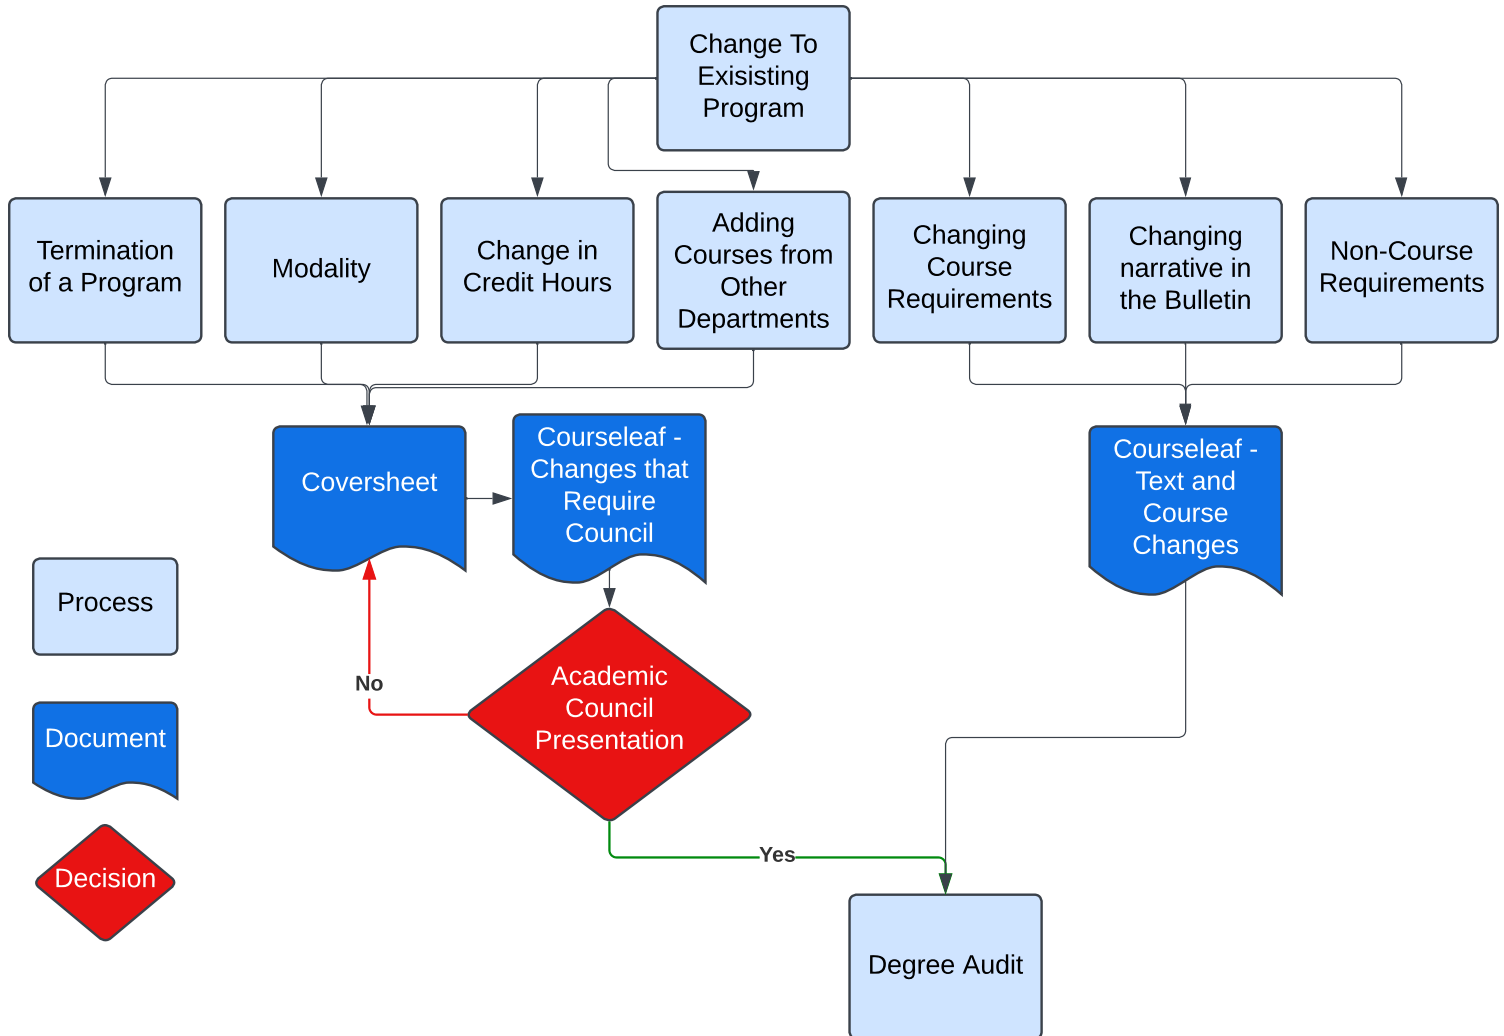 Change To
Exisisting
Program
Termination
of a Program
Modality
Change in
Credit Hours
Adding
Courses from
Other
Departments
Changing
Course
Requirements
Changing
narrative in
the Bulletin
Non-Course
Requirements
Coversheet
Courseleaf -
Changes that
Require
Council
Courseleaf -
Text and
Course
Changes
Process
Document
Decision
No
Academic
Council
Presentation
Yes
Degree Audit